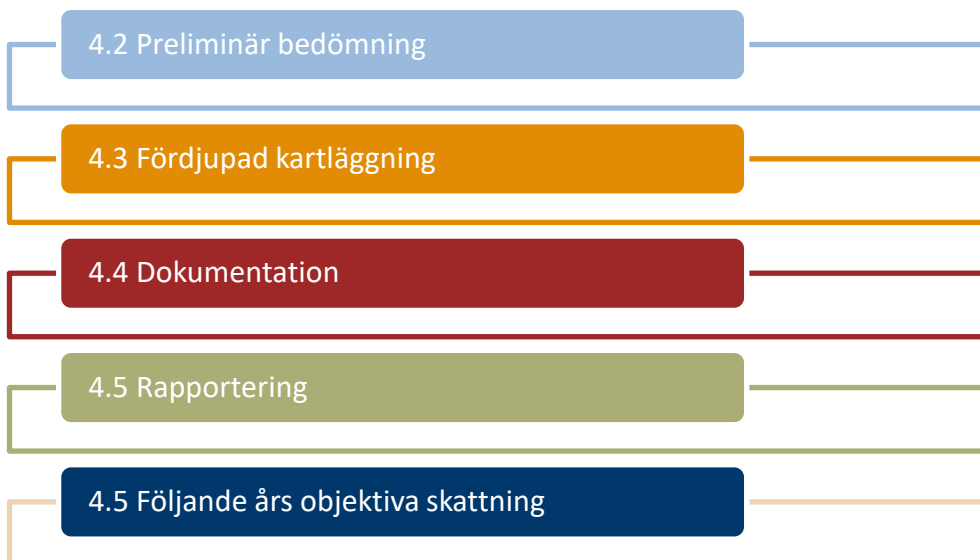 4.2 Preliminär bedömning
4.3 Fördjupad kartläggning
4.4 Dokumentation
4.5 Rapportering
4.5 Följande års objektiva skattning